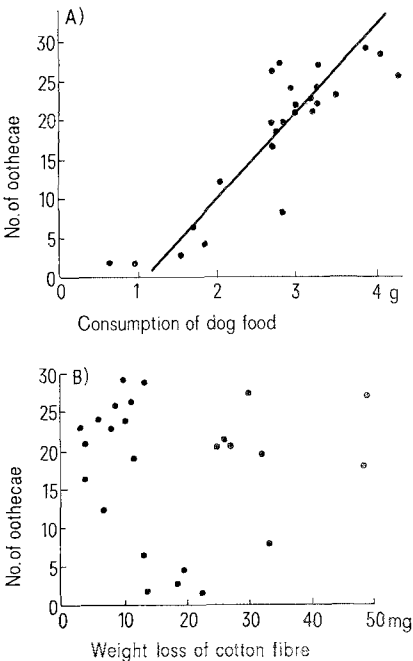 A)
No. of oothecae
30
25
20
15
10
5
0
0 1 2 3 4 g
Consumption of dog food
B)
No. of oothecae
30
25
20
15
10
5
0
0 10 20 30 40 50 mg
Weight loss of cotton fibre